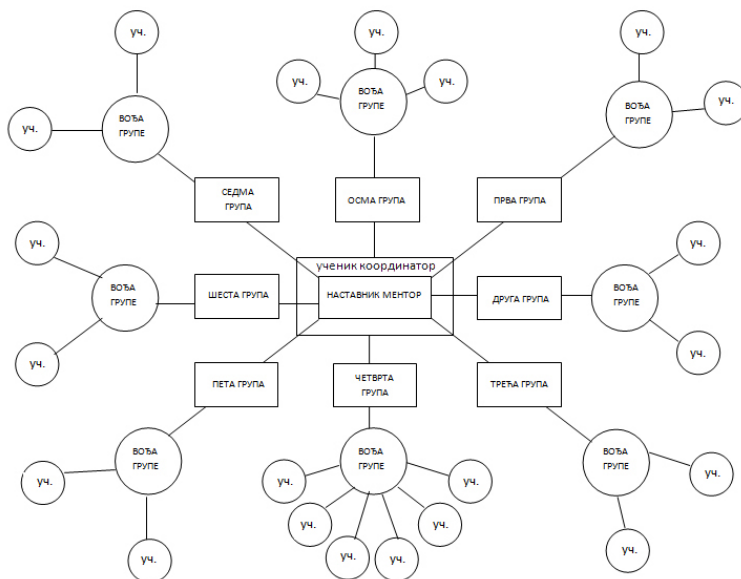 уч.
уч.
уч.
уч.
уч.
уч.
уч.
уч.
ВОЂА
ГРУПЕ
ВОЂА
ГРУПЕ
ВОЂА
ГРУПЕ
СЕДМА
ГРУПА
ОСМА ГРУПА
ПРВА ГРУПА
уч.
уч.
ученик координатор
ВОЂА
ГРУПЕ
ШЕСТА ГРУПА
НАСТАВНИК МЕНТОР
ДРУГА ГРУПА
ВОЂА
ГРУПЕ
уч.
уч.
ПЕТА ГРУПА
ЧЕТВРТА
ГРУПА
ТРЕЋА ГРУПА
ВОЂА
ГРУПЕ
ВОЂА
ГРУПЕ
ВОЂА
ГРУПЕ
уч.
уч.
уч.
уч.
уч.
уч.
уч.
уч.
уч.
уч.